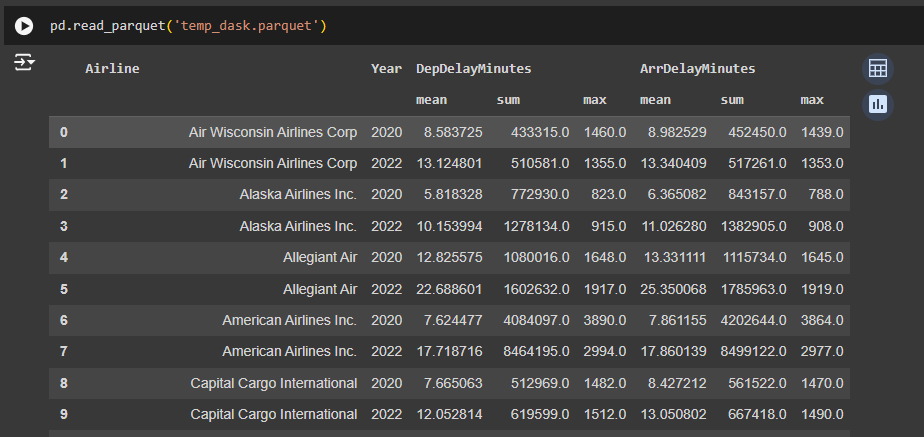 pd.read_parquet('temp_dask.parquet')
Airline Year DepDelayMinutes ArrDelayMinutes
mean sum max mean sum max
0 Air Wisconsin Airlines Corp 2020 8.583725 433315.0 1460.0 8.982529 452450.0 1439.0
1 Air Wisconsin Airlines Corp 2022 13.124801 510581.0 1355.0 13.340409 517261.0 1353.0
2 Alaska Airlines Inc. 2020 5.818328 772930.0 823.0 6.365082 843157.0 788.0
3 Alaska Airlines Inc. 2022 10.153994 1278134.0 915.0 11.026280 1382905.0 908.0
4 Allegiant Air 2020 12.825575 1080016.0 1648.0 13.331111 1115734.0 1645.0
5 Allegiant Air 2022 22.688601 1602632.0 1917.0 25.350068 1785963.0 1919.0
6 American Airlines Inc. 2020 7.624477 4084097.0 3890.0 7.861155 4202644.0 3864.0
7 American Airlines Inc. 2022 17.718716 8464195.0 2994.0 17.860139 8499122.0 2977.0
8 Capital Cargo International 2020 7.665063 512969.0 1482.0 8.427212 561522.0 1470.0
9 Capital Cargo International 2022 12.052814 619599.0 1512.0 13.050802 667418.0 1490.0